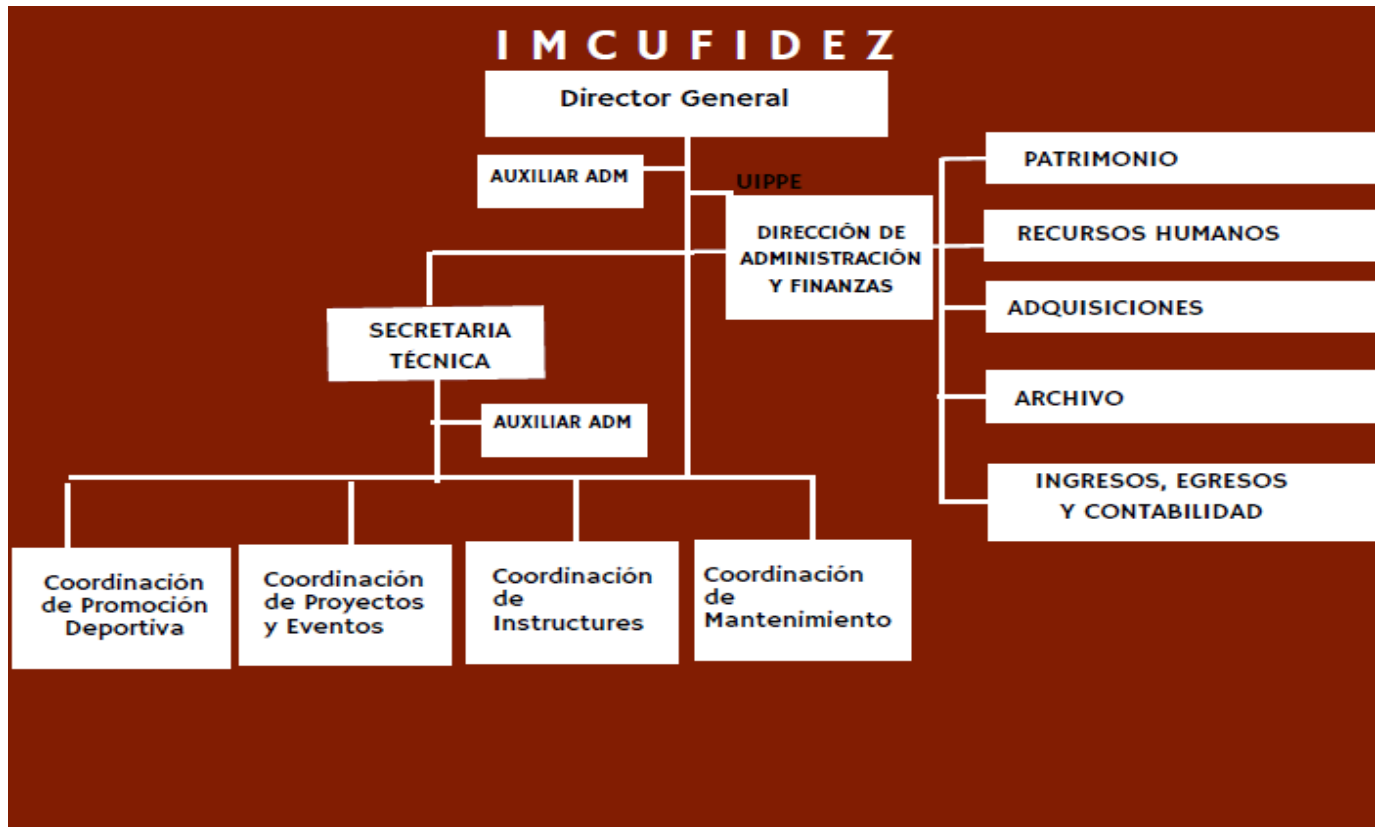 I M C U F I D E Z
Director General
AUXILIAR ADM
UIPPE
DIRECCIÓN DE
ADMINISTRACIÓN
Y FINANZAS
PATRIMONIO
RECURSOS HUMANOS
ADQUISICIONES
ARCHIVO
INGRESOS, EGRESOS
Y CONTABILIDAD
SECRETARIA
TÉCNICA
AUXILIAR ADM
Coordinación
de Promoción
Deportiva
Coordinación
de Proyectos
y Eventos
Coordinación
de
Instructures
Coordinación
de
Mantenimiento